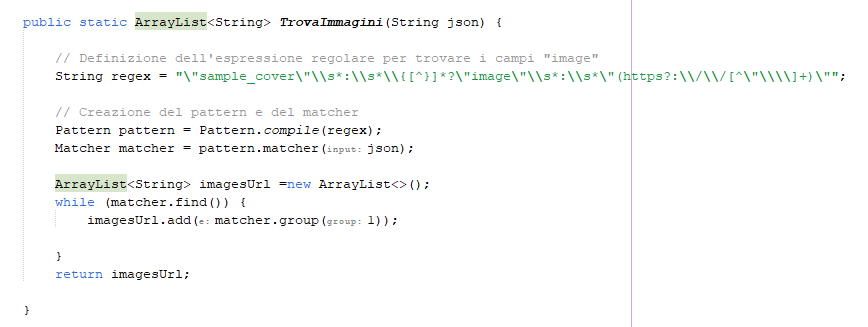 public static ArrayList<String> TrovaImmagini(String json) {
// Definizione dell'espressione regolare per trovare i campi "image"
String regex = "\"sample_cover\"\\s*:\\s*\\{[^}]*?\"image\"\\s*:\\s*\"(https?:\\/\\/[^\"\\\\]+)\"";
// Creazione del pattern e del matcher
Pattern pattern = Pattern.compile(regex);
Matcher matcher = pattern.matcher(input: json);
ArrayList<String> imagesUrl =new ArrayList<>();
while (matcher.find()) {
imagesUrl.add(e: matcher.group(group: 1));
}
return imagesUrl;
}